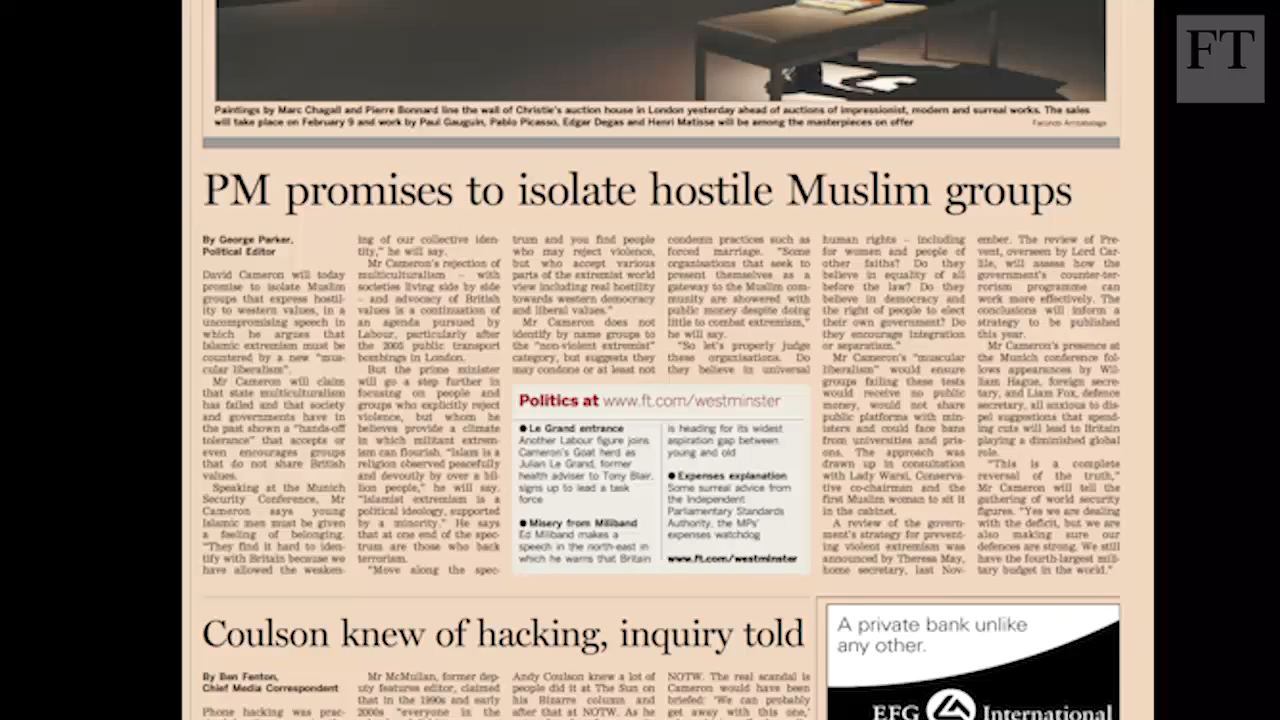 FT
Paintings by Marc Chagall and Pierre Bonnard line the wall of Christie's auction house in London yesterday ahead of auctions of impressionist, modern and surreal works. The sales
will take place on February 9 and work by Paul Gauguin, Pablo Picasso, Edgar Degas and Henri Matisse will be among the masterpieces on offer
PM promises to isolate hostile Muslim groups
By George Parker,
Political Editor
David Cameron will today
promise to isolate Muslim
groups that express hostil-
ity to western values, in a
uncompromising speech in
which he argues that
Islamic extremism must be
countered by a new "mus-
cular liberalism".
Mr Cameron will claim
that state multiculturalism
has failed and that society
and governments have in
the past shown a "hands-off
tolerance" that accepts or
even encourages groups
that do not share British
values.
Speaking at the Munich
Security Conference, Mr
Cameron says young
Islamic men must be given
a feeling of belonging.
"They find it hard to iden-
tify with Britain because we
have allowed the weaken-
ing of our collective iden-
tity," he will say.
Mr Cameron's rejection of
multiculturalism – with
societies living side by side
– and advocacy of British
values is a continuation of
an agenda pursued by
Labour, particularly after
the 2005 public transport
bombings in London.
But the prime minister
will go a step further in
focusing on people and
groups who explicitly reject
violence, but whom he
believes provide a climate
in which militant extrem-
ism can flourish. "Islam is a
religion observed peacefully
and devoutly by over a bil-
lion people," he will say.
"Islamist extremism is a
political ideology, supported
by a minority." He says
that at one end of the spec-
trum are those who back
terrorism.
"Move along the spec-
trum and you find people
who may reject violence,
but who accept various
parts of the extremist world
view including real hostility
towards western democracy
and liberal values."
Mr Cameron does not
identify by name groups to
the "non-violent extremist"
category, but suggests they
may condone or at least not
condemn practices such as
forced marriage. "Some
organisations that seek to
present themselves as a
gateway to the Muslim com-
munity are showered with
public money despite doing
little to combat extremism,"
he will say.
"So let's properly judge
these organisations. Do
they believe in universal
Politics at www.ft.com/westminster
● Le Grand entrance
Another Labour figure joins
Cameron's Goat herd as
Julian Le Grand, former
health adviser to Tony Blair,
signs up to lead a task
force
● Misery from Miliband
Ed Miliband makes a
speech in the north-east in
which he warns that Britain
is heading for its widest
aspiration gap between
young and old
● Expenses explanation
Some surreal advice from
the Independent
Parliamentary Standards
Authority, the MPs'
expenses watchdog
www.ft.com/westminster
human rights – including
for women and people of
other faiths? Do they
believe in equality of all
before the law? Do they
believe in democracy and
the right of people to elect
their own government? Do
they encourage integration
or separatism."
Mr Cameron's "muscular
liberalism" would ensure
groups failing these tests
would receive no public
money, would not share
public platforms with min-
isters and could face bans
from universities and pris-
ons. The approach was
drawn up in consultation
with Lady Warsi, Conserva-
tive co-chairman and the
first Muslim woman to sit in
the cabinet.
A review of the govern-
ment's strategy for prevent-
ing violent extremism was
announced by Theresa May,
home secretary, last Nov-
ember. The review of Pre-
vent, overseen by Lord Car-
lile, will assess how the
government's counter-ter-
rorism programme can
work more effectively. The
conclusions will inform a
strategy to be published
this year.
Mr Cameron's presence at
the Munich conference fol-
lows appearances by Wil-
liam Hague, foreign secre-
tary, and Liam Fox, defence
secretary, all anxious to dis-
pel suggestions that spend-
ing cuts will lead to Britain
playing a diminished global
role.
"This is a complete
reversal of the truth,"
Mr Cameron will tell the
gathering of world security
figures. "Yes we are dealing
with the deficit, but we are
also making sure our
defences are strong. We still
have the fourth-largest mili-
tary budget in the world."
Coulson knew of hacking, inquiry told
By Ben Fenton,
Chief Media Correspondent
Phone hacking was prac-
Mr McMullan, former dep-
uty features editor, claimed
that in the 1990s and early
2000s "everyone in the
Andy Coulson knew a lot of
people did it at The Sun on
his Bizarre column and
after that at NOTW. As he
NOTW. The real scandal is
Cameron would have been
briefed: 'We can probably
get away with this one,'
A private bank unlike
any other.
EFG International